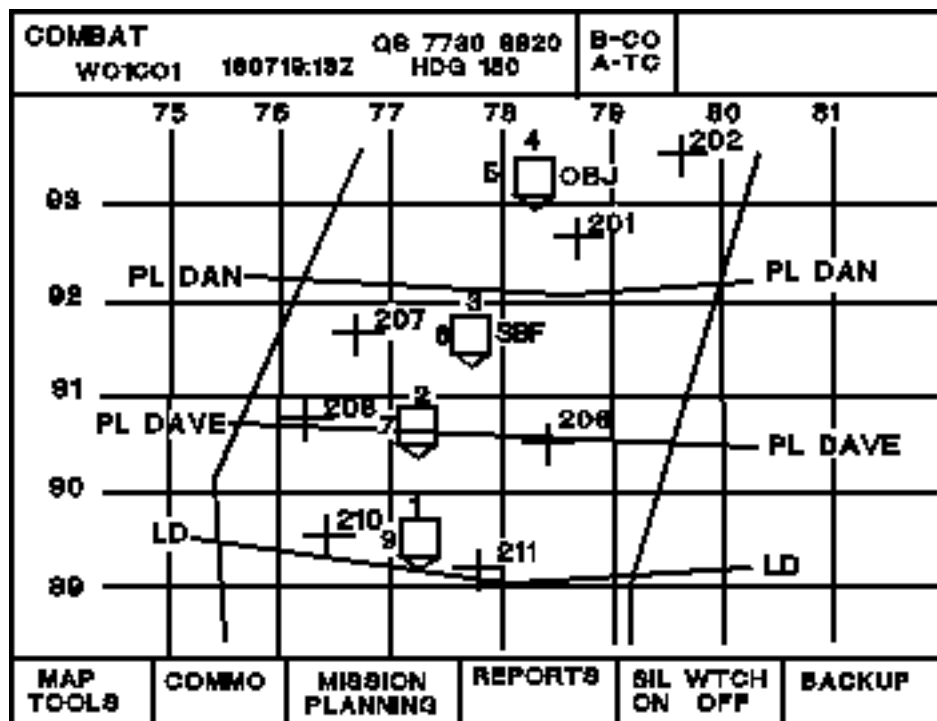 COMBAT
WO1CO1 160719:13Z
QS 7730 8920
HDG 180
B-CO
A-TC
75 76 77 78 79 80 81
4
202
5 OBJ
93
201
PL DAN PL DAN
92
3
207
6 SBF
91
2
208
PL DAVE 7 206 PL DAVE
90
1
210
LD 9
211 LD
89
MAP
TOOLS
COMMO
MISSION
PLANNING
REPORTS
SIL WTCH
ON OFF
BACKUP